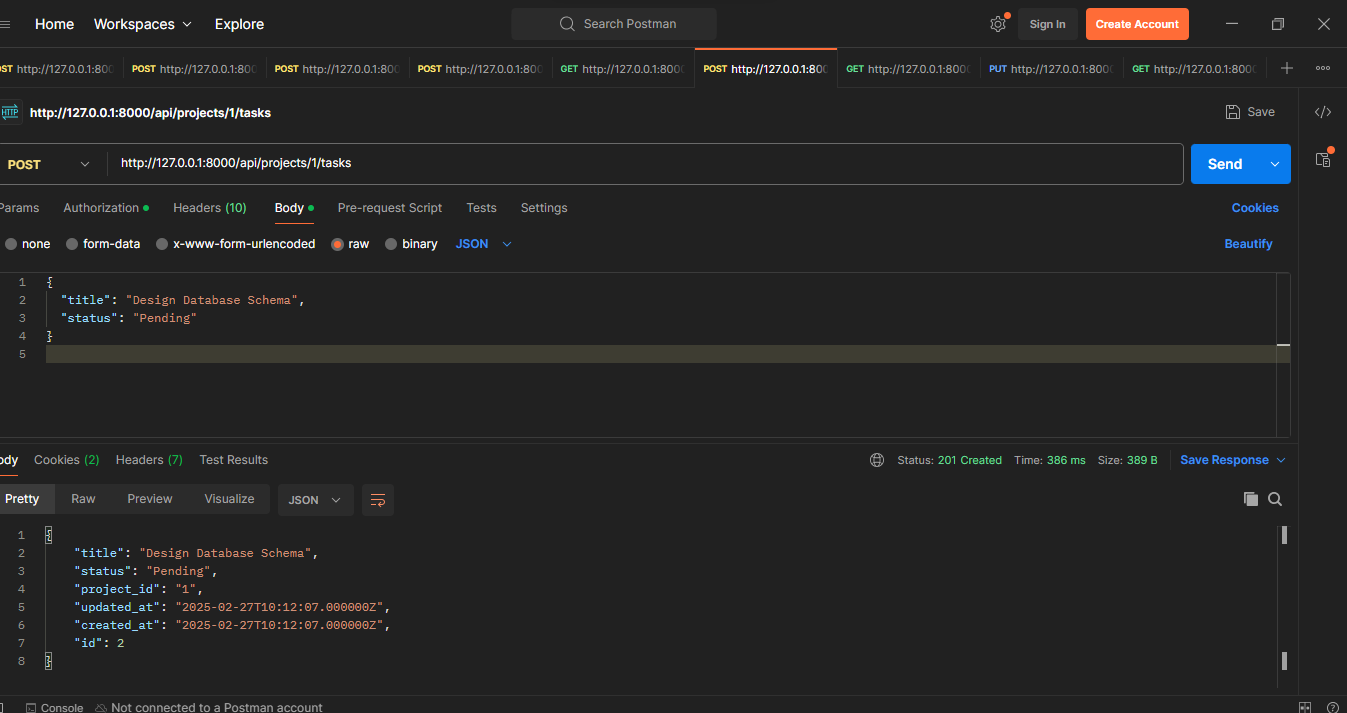 Home Workspaces Explore Search Postman Sign In Create Account
ST http://127.0.0.1:800 POST http://127.0.0.1:800 POST http://127.0.0.1:800 POST http://127.0.0.1:800 GET http://127.0.0.1:8000 POST http://127.0.0.1:800 GET http://127.0.0.1:8000 PUT http://127.0.0.1:8000 GET http://127.0.0.1:8000
HTTP http://127.0.0.1:8000/api/projects/1/tasks Save </>
POST http://127.0.0.1:8000/api/projects/1/tasks Send
Params Authorization Headers (10) Body Pre-request Script Tests Settings Cookies
none form-data x-www-form-urlencoded raw binary JSON Beautify
1 {
2 "title": "Design Database Schema",
3 "status": "Pending"
4 }
5
ody Cookies (2) Headers (7) Test Results Status: 201 Created Time: 386 ms Size: 389 B Save Response
Pretty Raw Preview Visualize JSON
1 {
2 "title": "Design Database Schema",
3 "status": "Pending",
4 "project_id": "1",
5 "updated_at": "2025-02-27T10:12:07.000000Z",
6 "created_at": "2025-02-27T10:12:07.000000Z",
7 "id": 2
8 }
Console Not connected to a Postman account